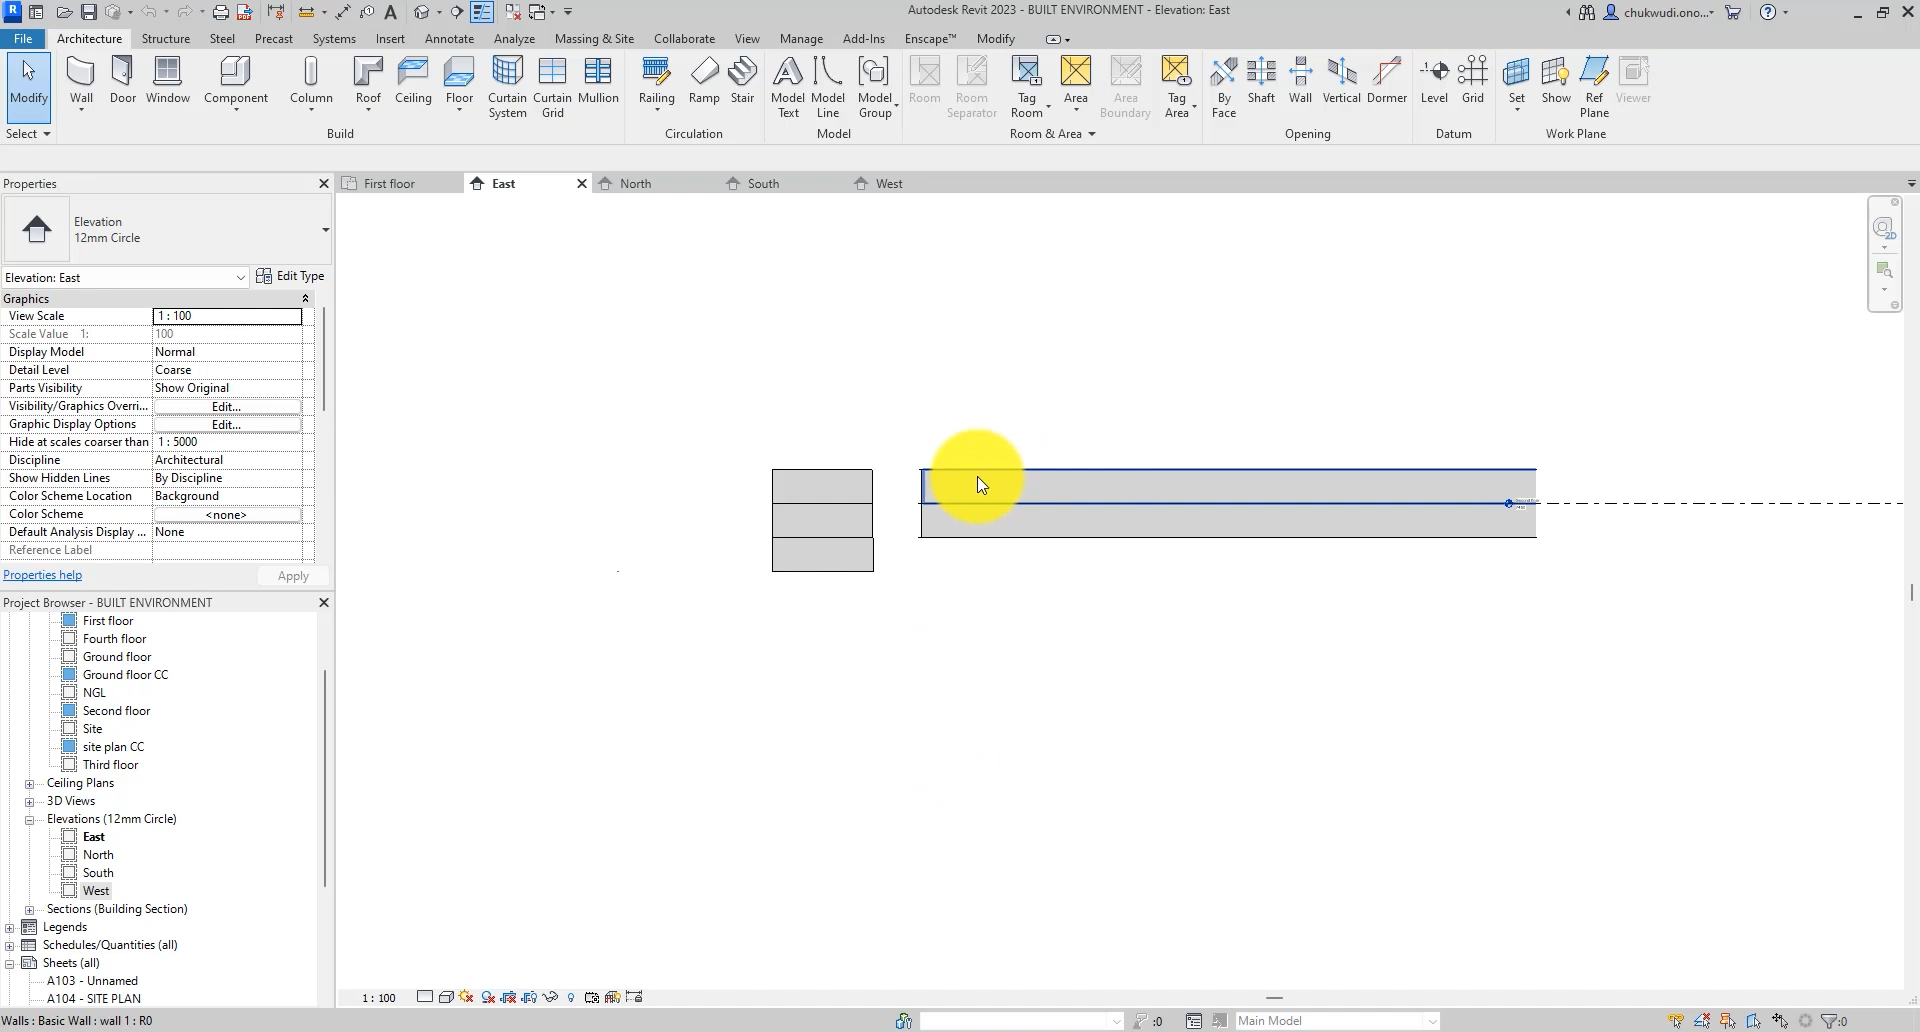 Autodesk Revit 2023 - BUILT ENVIRONMENT - Elevation: East
chukwudi.ono...
File Architecture Structure Steel Precast Systems Insert Annotate Analyze Massing & Site Collaborate View Manage Add-Ins Enscape™ Modify
Modify Wall Door Window Component Column Roof Ceiling Floor Curtain System Curtain Grid Mullion Railing Ramp Stair Model Text Model Line Model Group Room Room Separator Tag Room Area Area Boundary Tag Area By Face Shaft Wall Vertical Dormer Level Grid Set Show Ref Plane Viewer
Select Build Circulation Model Room & Area Opening Datum Work Plane
Properties
First floor East North South West
Elevation
12mm Circle
Elevation: East Edit Type
Graphics
View Scale 1 : 100
Scale Value 1: 100
Display Model Normal
Detail Level Coarse
Parts Visibility Show Original
Visibility/Graphics Overri... Edit...
Graphic Display Options Edit...
Hide at scales coarser than 1 : 5000
Discipline Architectural
Show Hidden Lines By Discipline
Color Scheme Location Background
Color Scheme <none>
Default Analysis Display ... None
Reference Label
Properties help Apply
Project Browser - BUILT ENVIRONMENT
First floor
Fourth floor
Ground floor
Ground floor CC
NGL
Second floor
Site
site plan CC
Third floor
Ceiling Plans
3D Views
Elevations (12mm Circle)
East
North
South
West
Sections (Building Section)
Legends
Schedules/Quantities (all)
Sheets (all)
A103 - Unnamed
A104 - SITE PLAN
1 : 100
Walls : Basic Wall : wall 1 : R0
:0
Main Model
:0